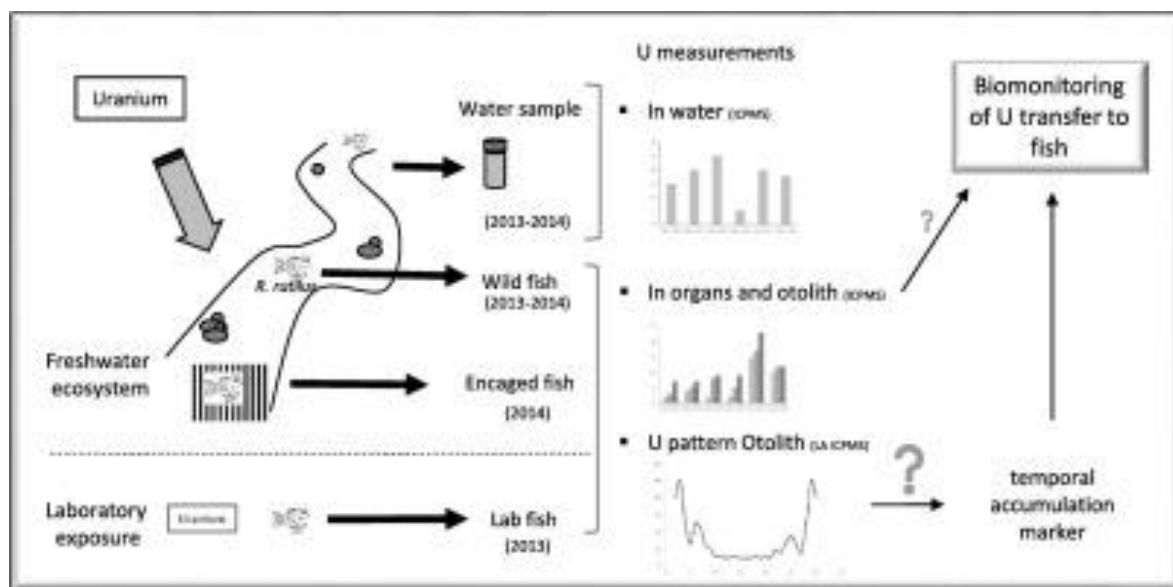 U measurements
Uranium
Water sample
(2013-2014)
▪ In water (ICPMS)
Biomonitoring
of U transfer to
fish
?
R. rutilus
Wild fish
(2013-2014)
▪ In organs and otolith (ICPMS)
Freshwater
ecosystem
Encaged fish
(2014)
▪ U pattern Otolith (LA ICPMS)
?
temporal
accumulation
marker
Laboratory
exposure
Uranium
Lab fish
(2013)